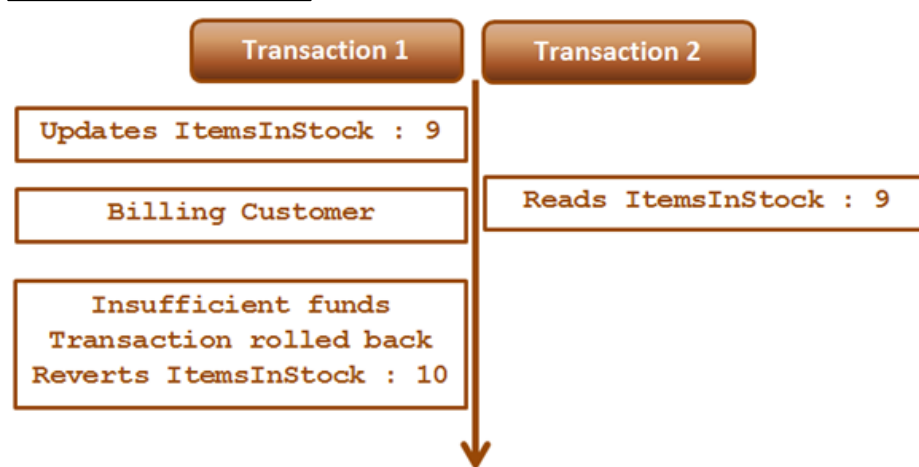 Transaction 1
Transaction 2
Updates ItemsInStock : 9
Reads ItemsInStock : 9
Billing Customer
Insufficient funds
Transaction rolled back
Reverts ItemsInStock : 10